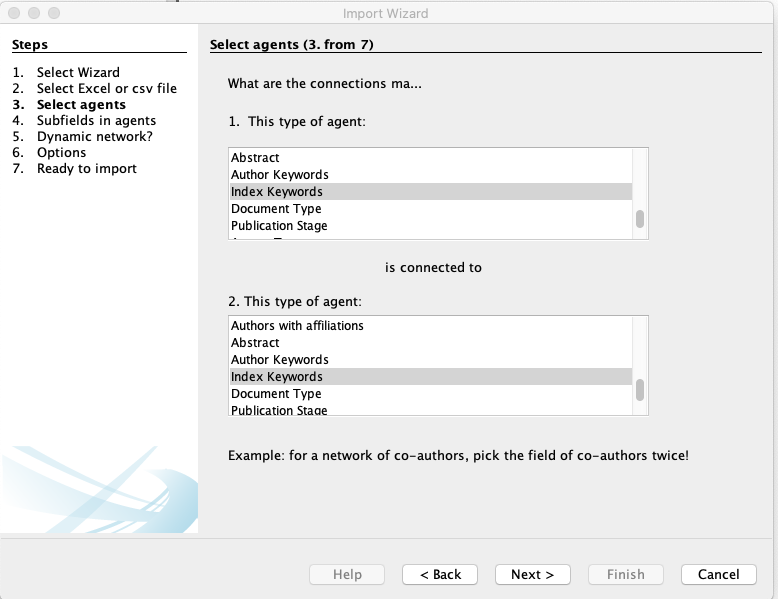 Import Wizard
Steps
1. Select Wizard
2. Select Excel or csv file
3. Select agents
4. Subfields in agents
5. Dynamic network?
6. Options
7. Ready to import
Select agents (3. from 7)
What are the connections ma...
1. This type of agent:
Abstract
Author Keywords
Index Keywords
Document Type
Publication Stage
is connected to
2. This type of agent:
Authors with affiliations
Abstract
Author Keywords
Index Keywords
Document Type
Publication Stage
Example: for a network of co-authors, pick the field of co-authors twice!
Help
< Back
Next >
Finish
Cancel